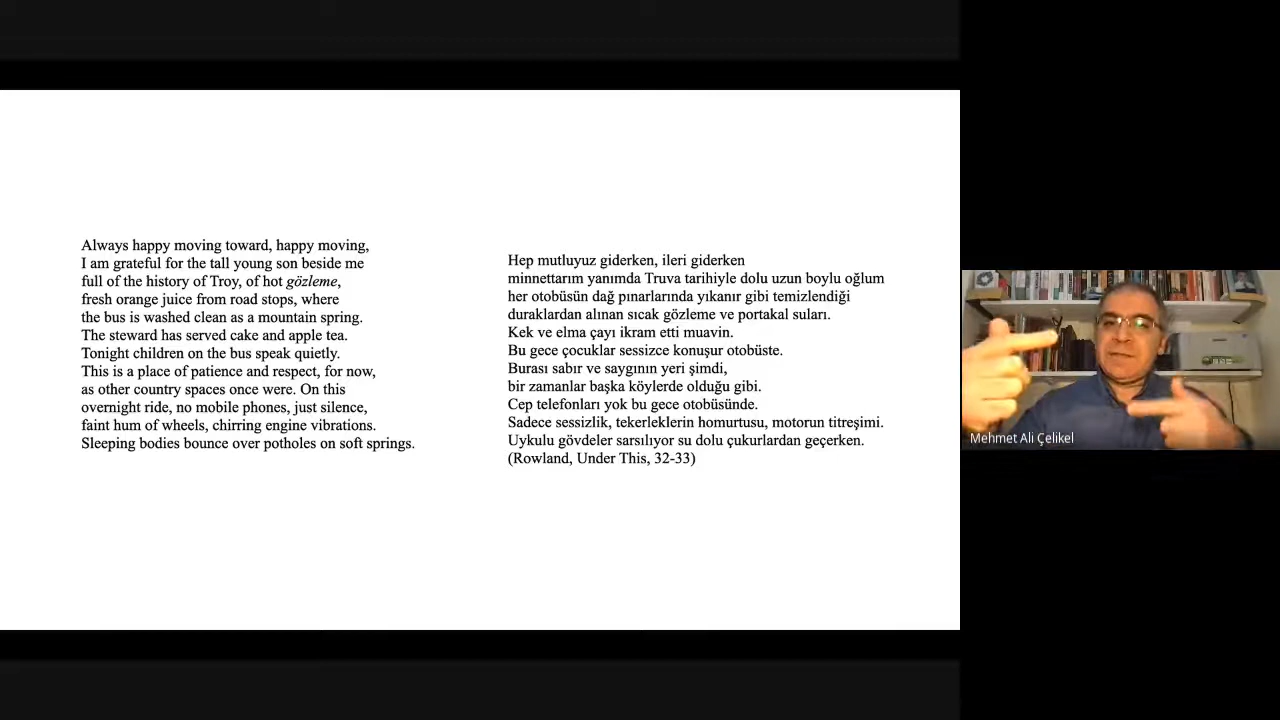 Always happy moving toward, happy moving,
I am grateful for the tall young son beside me
full of the history of Troy, of hot gözleme,
fresh orange juice from road stops, where
the bus is washed clean as a mountain spring.
The steward has served cake and apple tea.
Tonight children on the bus speak quietly.
This is a place of patience and respect, for now,
as other country spaces once were. On this
overnight ride, no mobile phones, just silence,
faint hum of wheels, chirring engine vibrations.
Sleeping bodies bounce over potholes on soft springs.
Hep mutluyuz giderken, ileri giderken
minnettarım yanımda Truva tarihiyle dolu uzun boylu oğlum
her otobüsün dağ pınarlarında yıkanır gibi temizlendiği
duraklardan alınan sıcak gözleme ve portakal suları.
Kek ve elma çayı ikram etti muavin.
Bu gece çocuklar sessizce konuşur otobüste.
Burası sabır ve saygının yeri şimdi,
bir zamanlar başka köylerde olduğu gibi.
Cep telefonları yok bu gece otobüsünde.
Sadece sessizlik, tekerleklerin homurtusu, motorun titreşimi.
Uykulu gövdeler sarsılıyor su dolu çukurlardan geçerken.
(Rowland, Under This, 32-33)
Mehmet Ali Çelikel